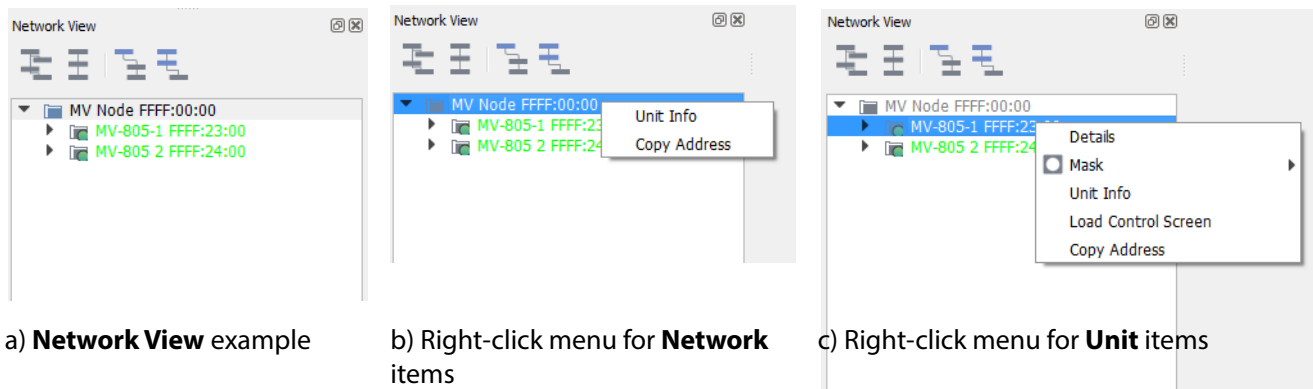 Network View
MV Node FFFF:00:00
MV-805-1 FFFF:23:00
MV-805 2 FFFF:24:00
a) Network View example
Network View
MV Node FFFF:00:00
MV-805-1 FFFF:23
MV-805 2 FFFF:24
Unit Info
Copy Address
b) Right-click menu for Network
items
Network View
MV Node FFFF:00:00
MV-805-1 FFFF:23:00
MV-805 2 FFFF:24
Details
Mask
Unit Info
Load Control Screen
Copy Address
c) Right-click menu for Unit items